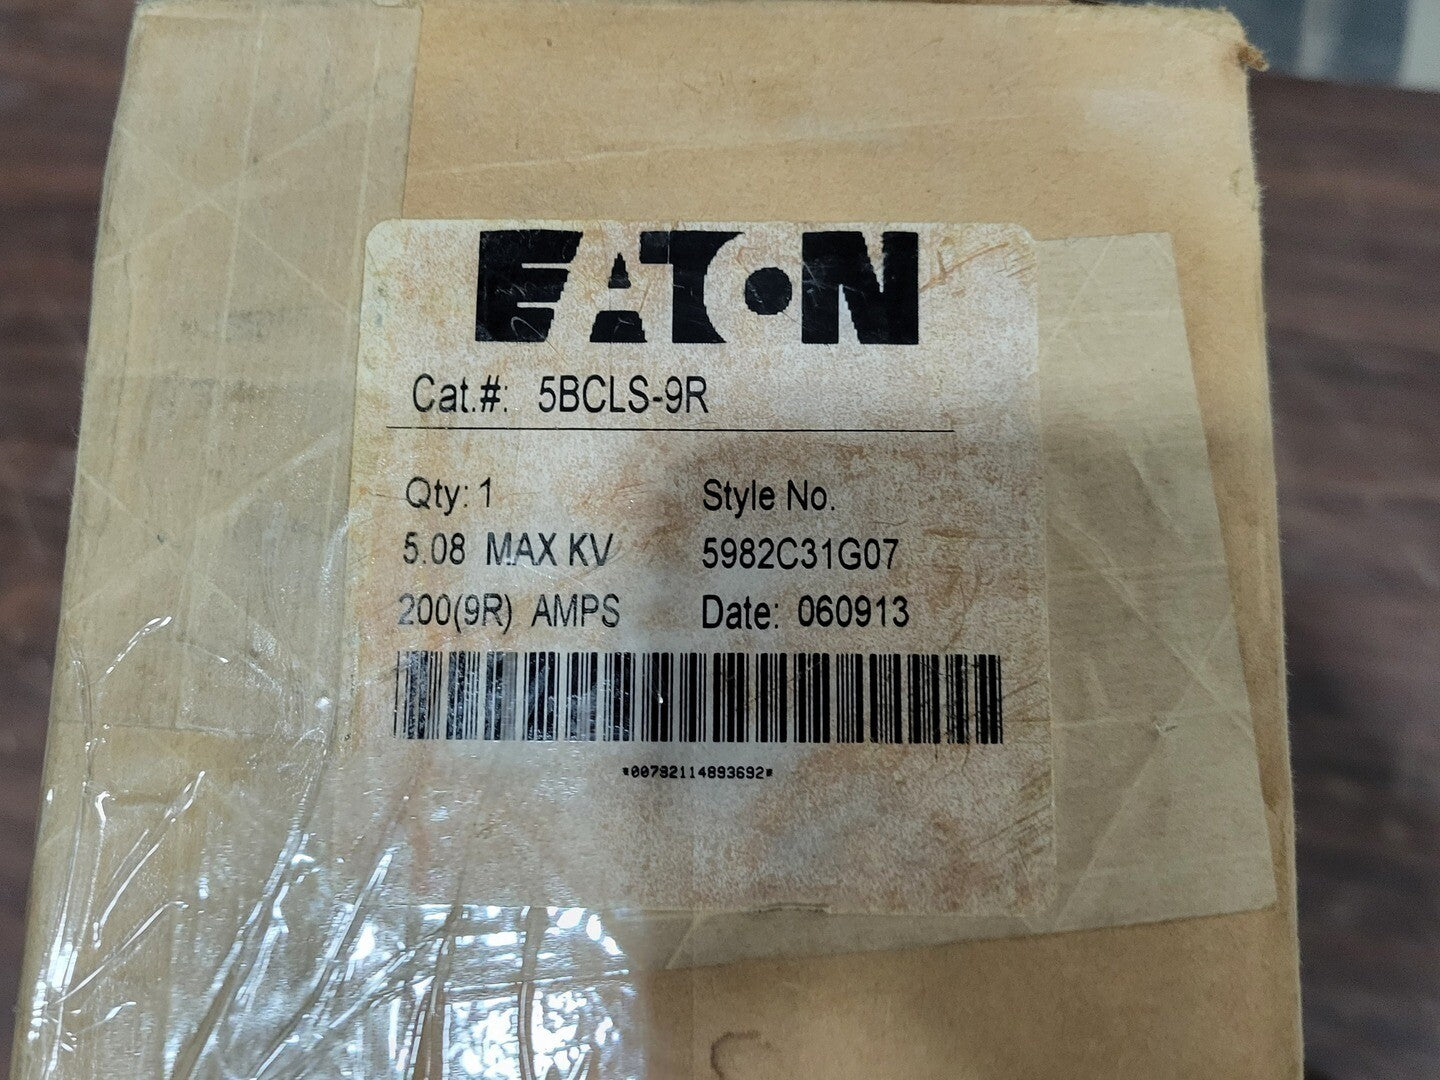 EATON
Cat.#: 5BCLS-9R
Qty: 1 Style No.
5.08 MAX KV 5982C31G07
200(9R) AMPS Date: 060913
*00782114893692*